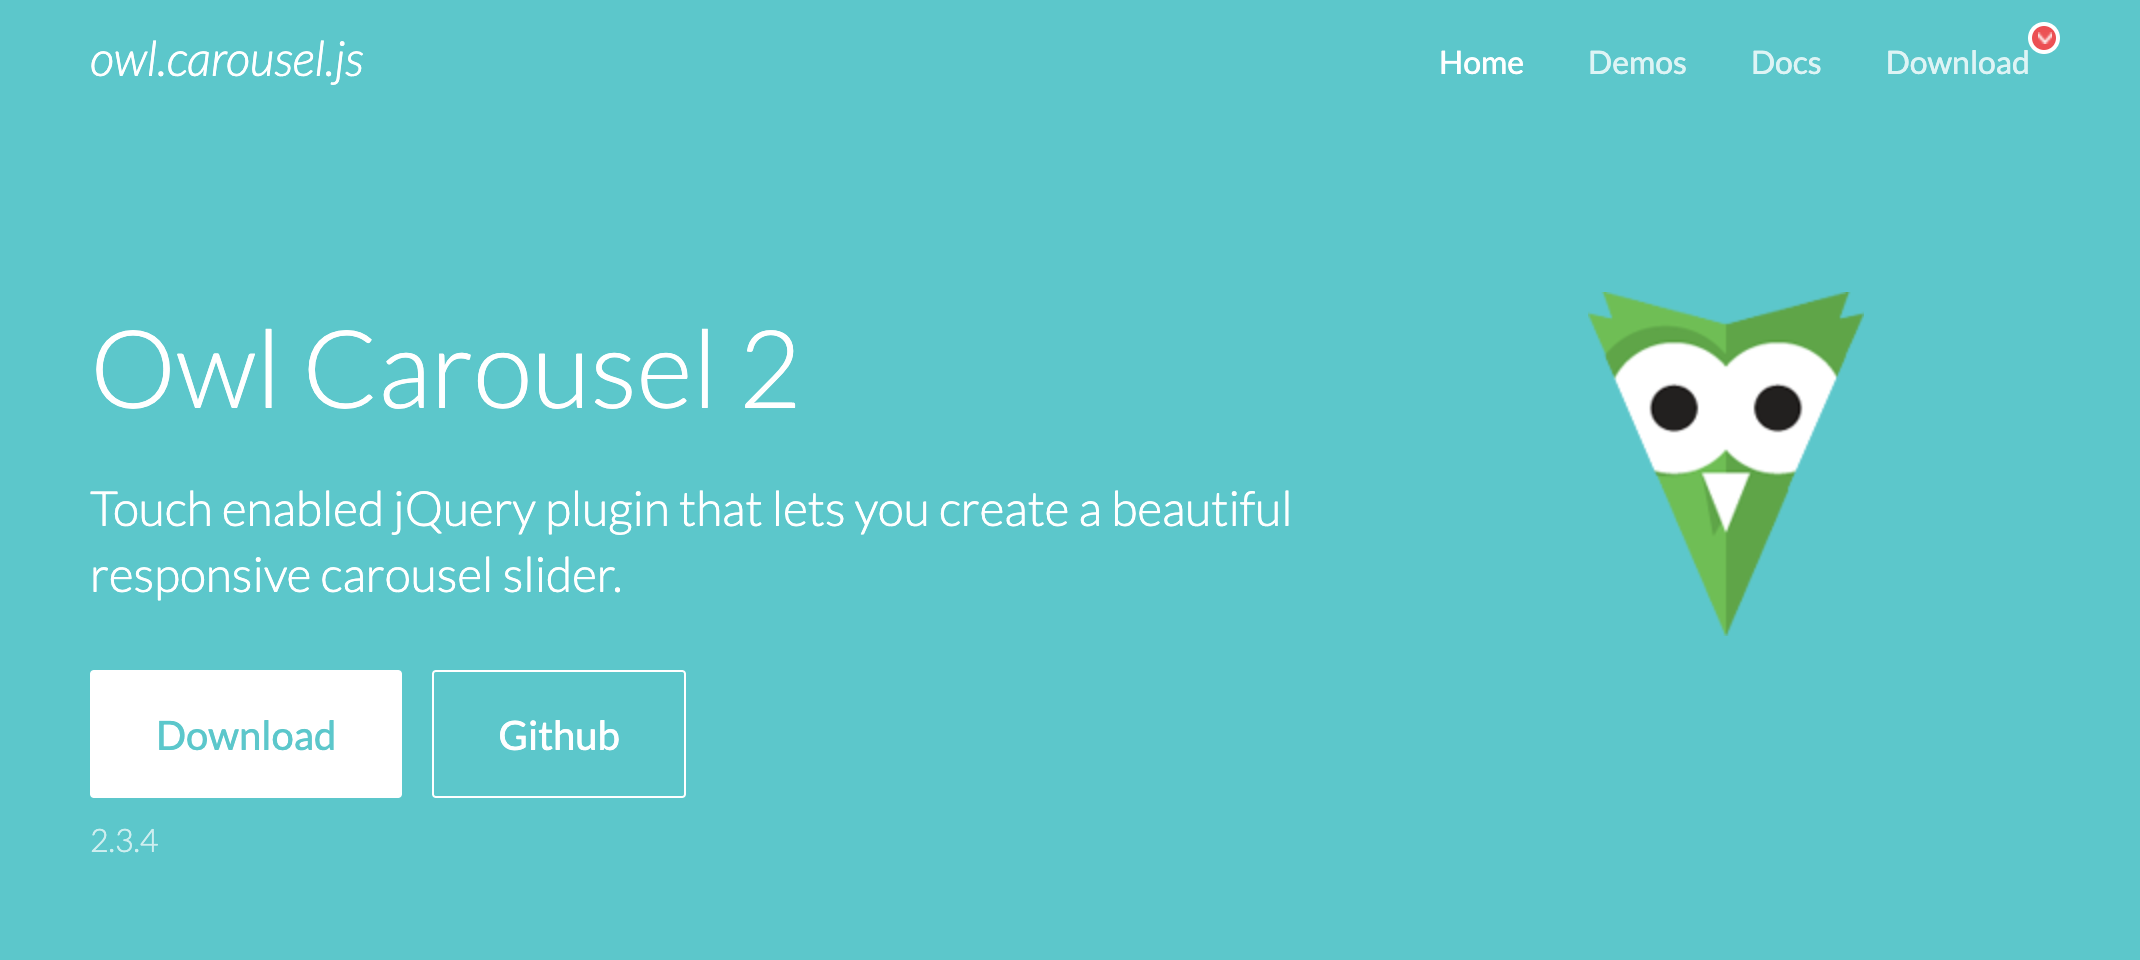 owl.carousel.js
Home Demos Docs Download
Owl Carousel 2
Touch enabled jQuery plugin that lets you create a beautiful
responsive carousel slider.
Download Github
2.3.4